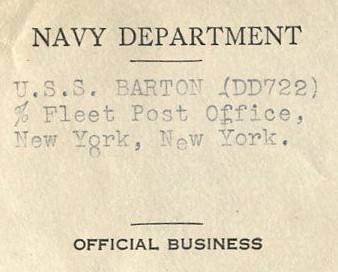 NAVY DEPARTMENT
U.S.S. BARTON (DD722)
% Fleet Post Office,
New York, New York.
OFFICIAL BUSINESS